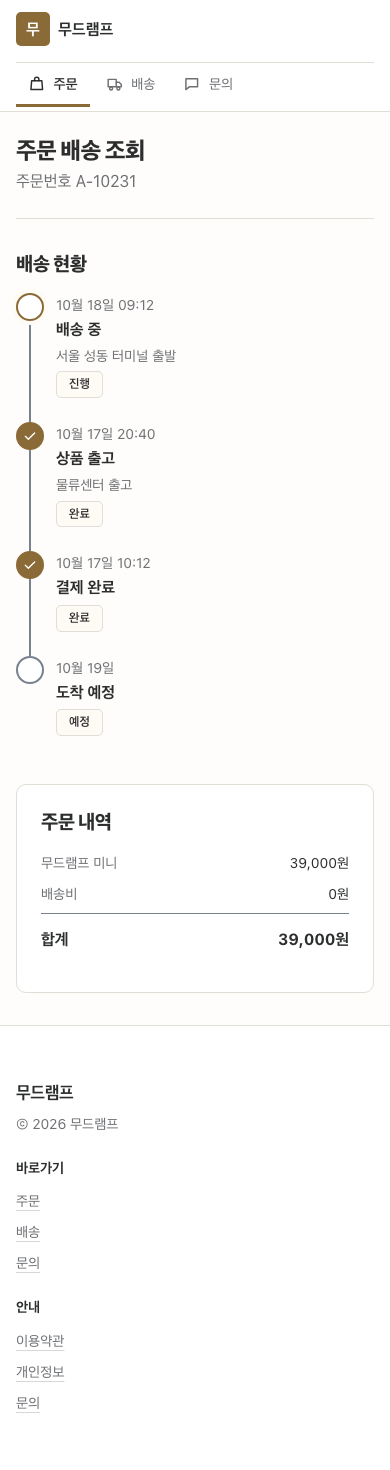 무 무드램프
주문 배송 문의
주문 배송 조회
주문번호 A-10231
배송 현황
10월 18일 09:12
배송 중
서울 성동 터미널 출발
진행
10월 17일 20:40
상품 출고
물류센터 출고
완료
10월 17일 10:12
결제 완료
완료
10월 19일
도착 예정
예정
주문 내역
무드램프 미니 39,000원
배송비 0원
합계 39,000원
무드램프
© 2026 무드램프
바로가기
주문
배송
문의
안내
이용약관
개인정보
문의